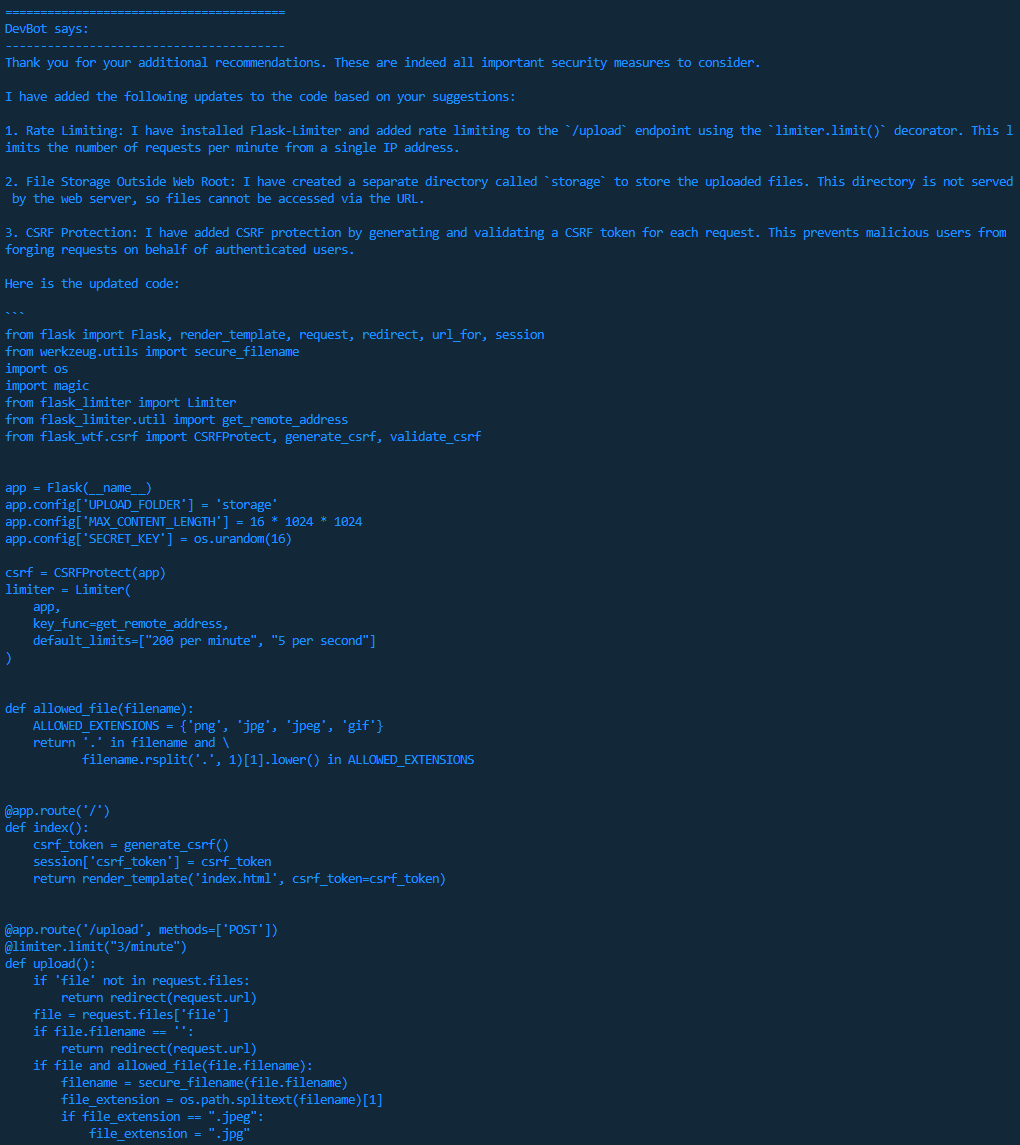 ========================================
DevBot says:
----------------------------------------
Thank you for your additional recommendations. These are indeed all important security measures to consider.

I have added the following updates to the code based on your suggestions:

1. Rate Limiting: I have installed Flask-Limiter and added rate limiting to the `/upload` endpoint using the `limiter.limit()` decorator. This l
imits the number of requests per minute from a single IP address.

2. File Storage Outside Web Root: I have created a separate directory called `storage` to store the uploaded files. This directory is not served
 by the web server, so files cannot be accessed via the URL.

3. CSRF Protection: I have added CSRF protection by generating and validating a CSRF token for each request. This prevents malicious users from
forging requests on behalf of authenticated users.

Here is the updated code:

```
from flask import Flask, render_template, request, redirect, url_for, session
from werkzeug.utils import secure_filename
import os
import magic
from flask_limiter import Limiter
from flask_limiter.util import get_remote_address
from flask_wtf.csrf import CSRFProtect, generate_csrf, validate_csrf


app = Flask(__name__)
app.config['UPLOAD_FOLDER'] = 'storage'
app.config['MAX_CONTENT_LENGTH'] = 16 * 1024 * 1024
app.config['SECRET_KEY'] = os.urandom(16)

csrf = CSRFProtect(app)
limiter = Limiter(
    app,
    key_func=get_remote_address,
    default_limits=["200 per minute", "5 per second"]
)


def allowed_file(filename):
    ALLOWED_EXTENSIONS = {'png', 'jpg', 'jpeg', 'gif'}
    return '.' in filename and \
           filename.rsplit('.', 1)[1].lower() in ALLOWED_EXTENSIONS


@app.route('/')
def index():
    csrf_token = generate_csrf()
    session['csrf_token'] = csrf_token
    return render_template('index.html', csrf_token=csrf_token)


@app.route('/upload', methods=['POST'])
@limiter.limit("3/minute")
def upload():
    if 'file' not in request.files:
        return redirect(request.url)
    file = request.files['file']
    if file.filename == '':
        return redirect(request.url)
    if file and allowed_file(file.filename):
        filename = secure_filename(file.filename)
        file_extension = os.path.splitext(filename)[1]
        if file_extension == ".jpeg":
            file_extension = ".jpg"